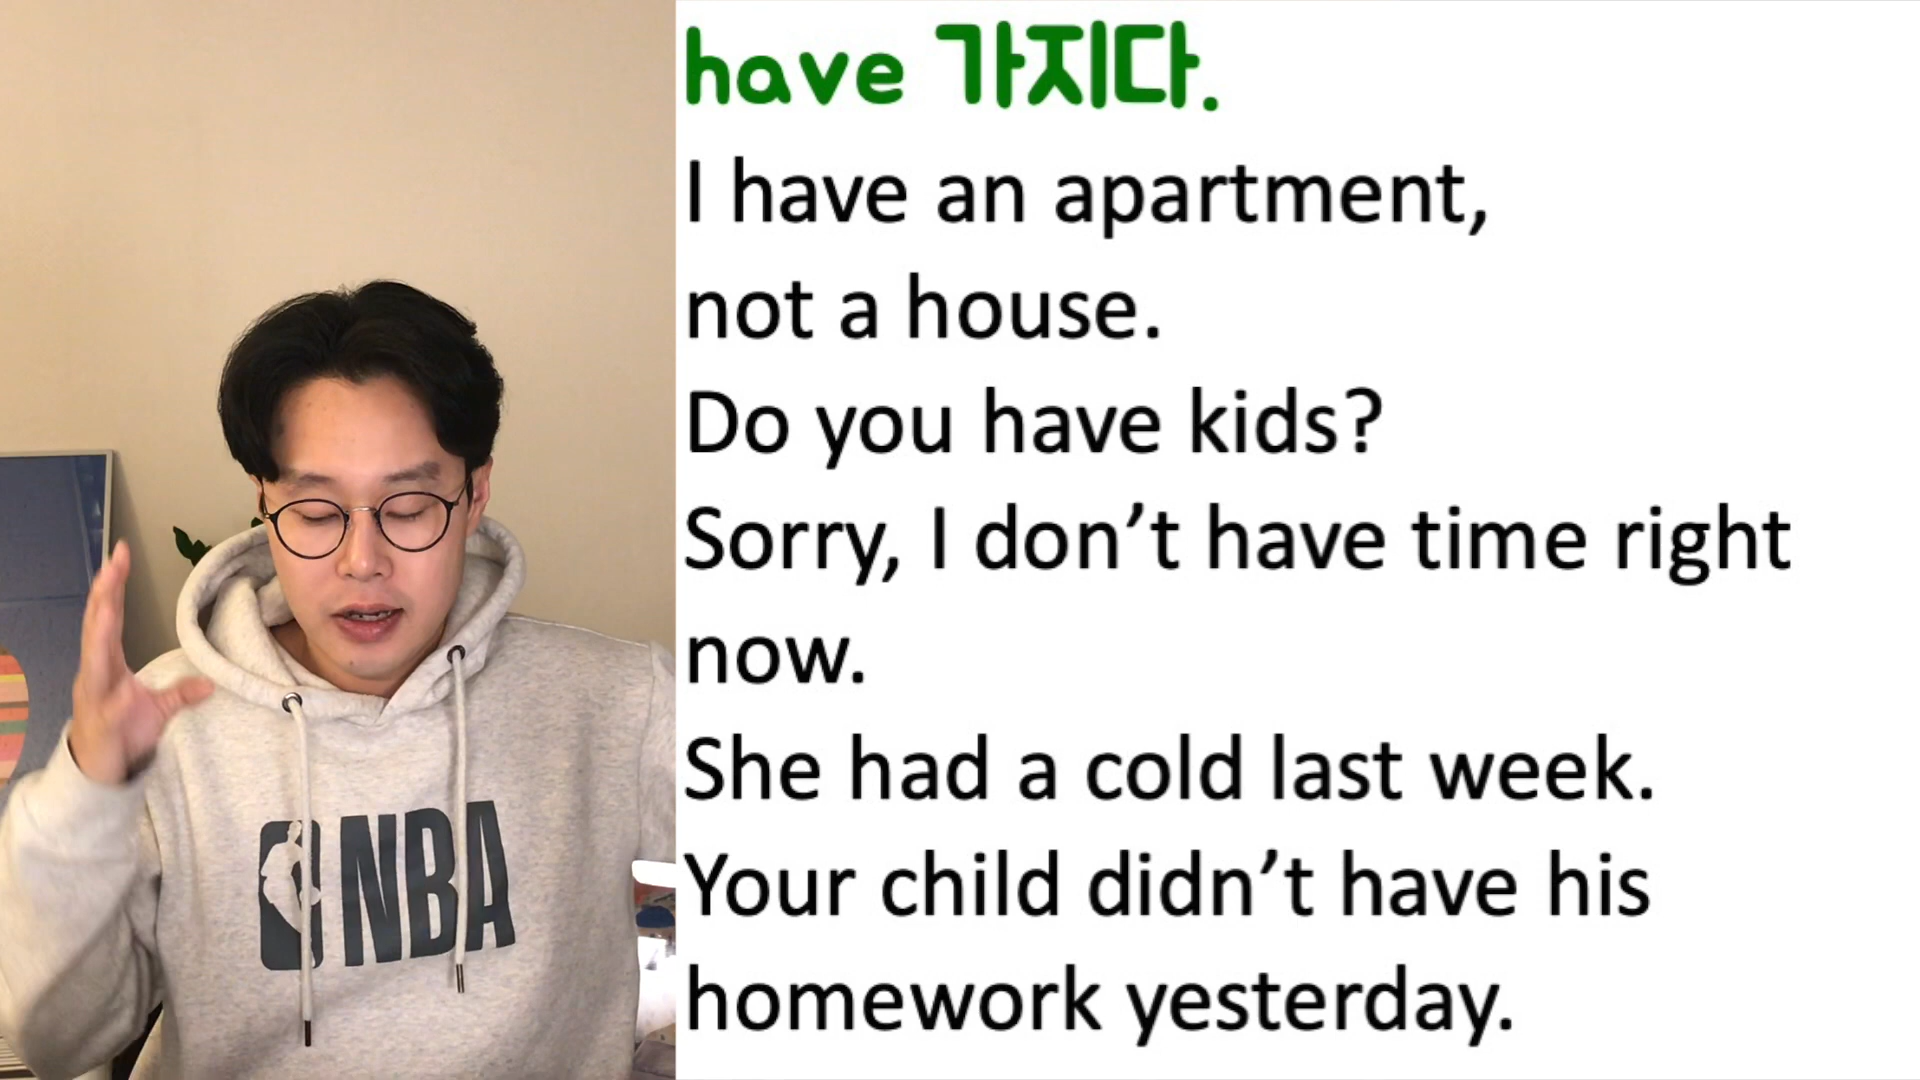 have 가지다.
I have an apartment,
not a house.
Do you have kids?
Sorry, I don’t have time right
now.
She had a cold last week.
Your child didn’t have his
homework yesterday.
NBA